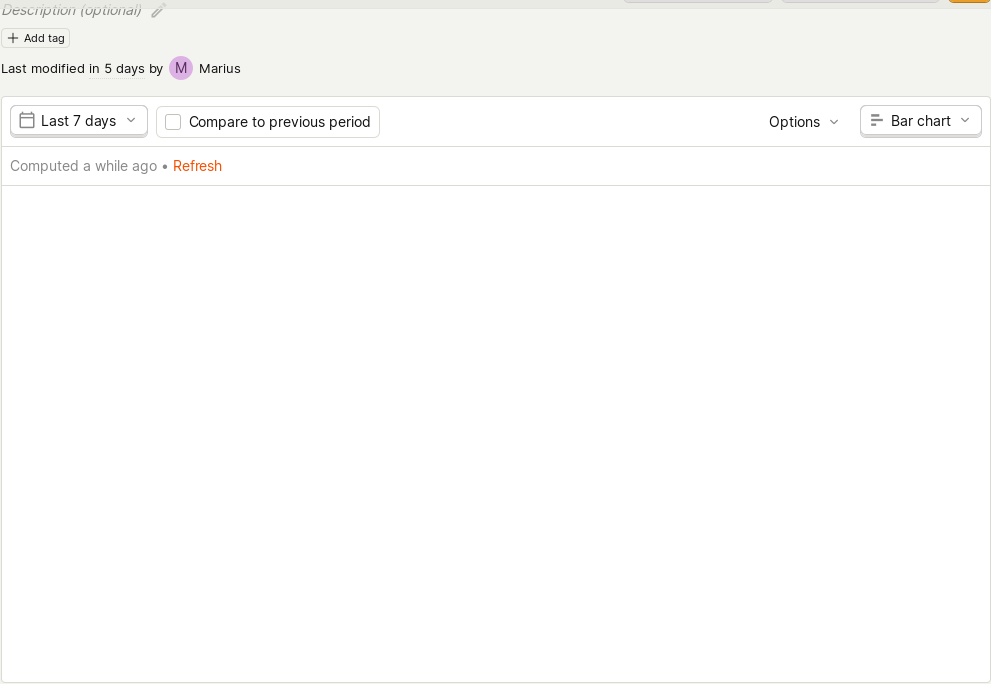 Description (optional)
Add tag
Last modified in 5 days by M Marius
Last 7 days Compare to previous period Options Bar chart
Computed a while ago • Refresh